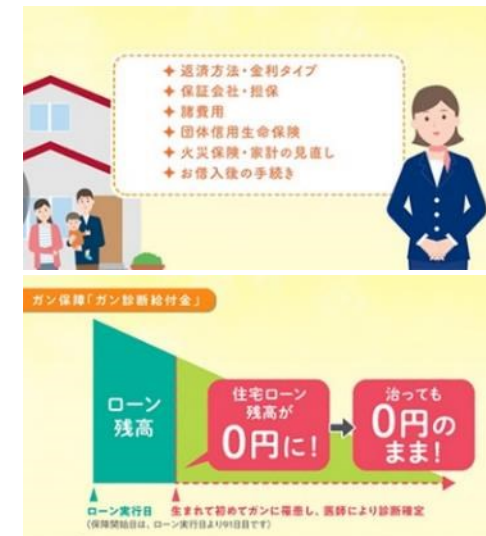 ✦ 返済方法・金利タイプ
✦ 保証会社・担保
✦ 諸費用
✦ 団体信用生命保険
✦ 火災保険・家計の見直し
✦ お借入後の手続き
ガン保障「ガン診断給付金」
ローン
残高
住宅ローン
残高が
0円に!
治っても
0円の
まま!
ローン実行日
(保障開始日は、ローン実行日より91日目です)
生まれて初めてガンに罹患し、医師により診断確定